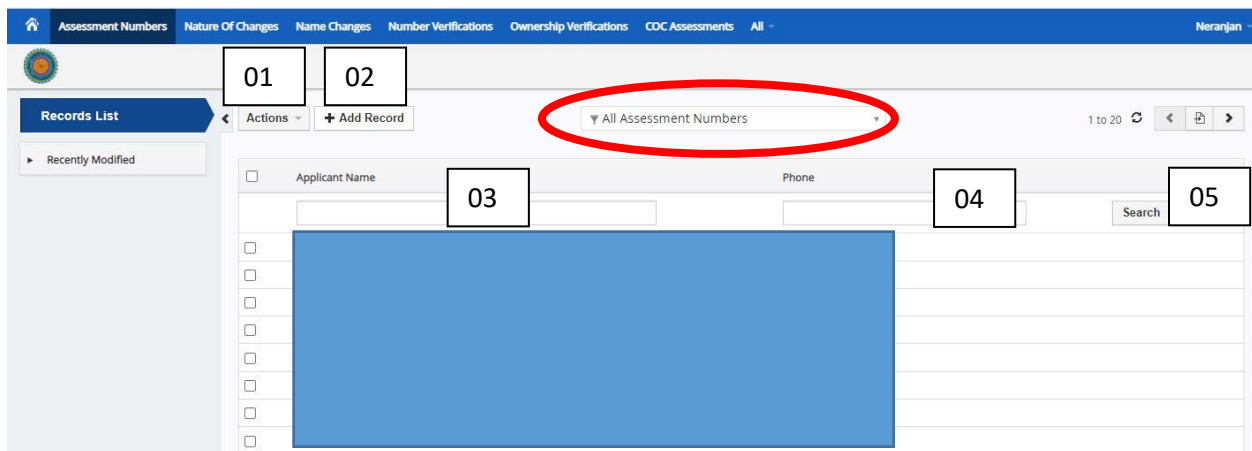 Assessment Numbers Nature Of Changes Name Changes Number Verifications Ownership Verifications COC Assessments All Neranjan
01 02
Records List Actions + Add Record All Assessment Numbers 1 to 20
Recently Modified
Applicant Name Phone
03 04 Search 05